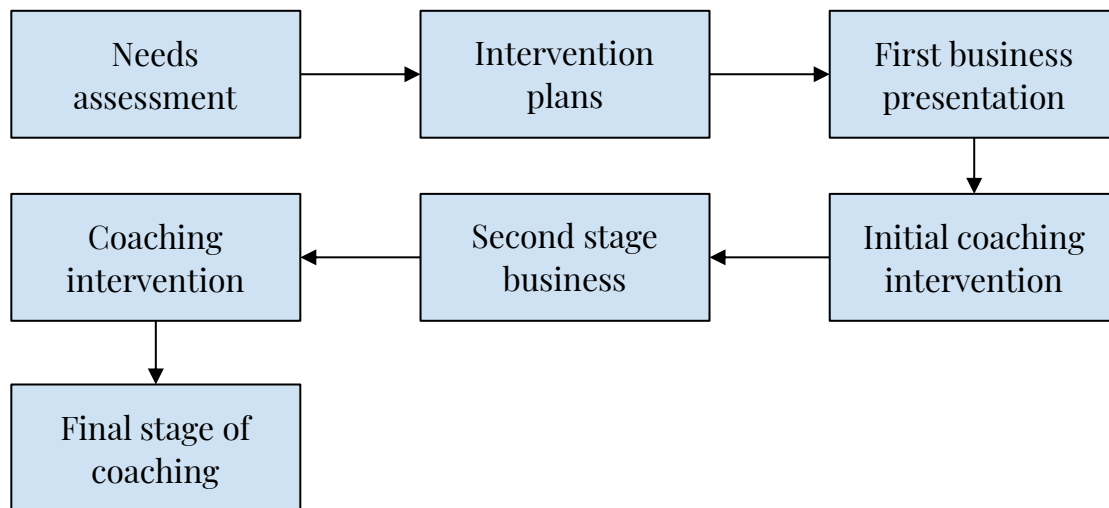 Needs
assessment
Intervention
plans
First business
presentation
Initial coaching
intervention
Second stage
business
Coaching
intervention
Final stage of
coaching